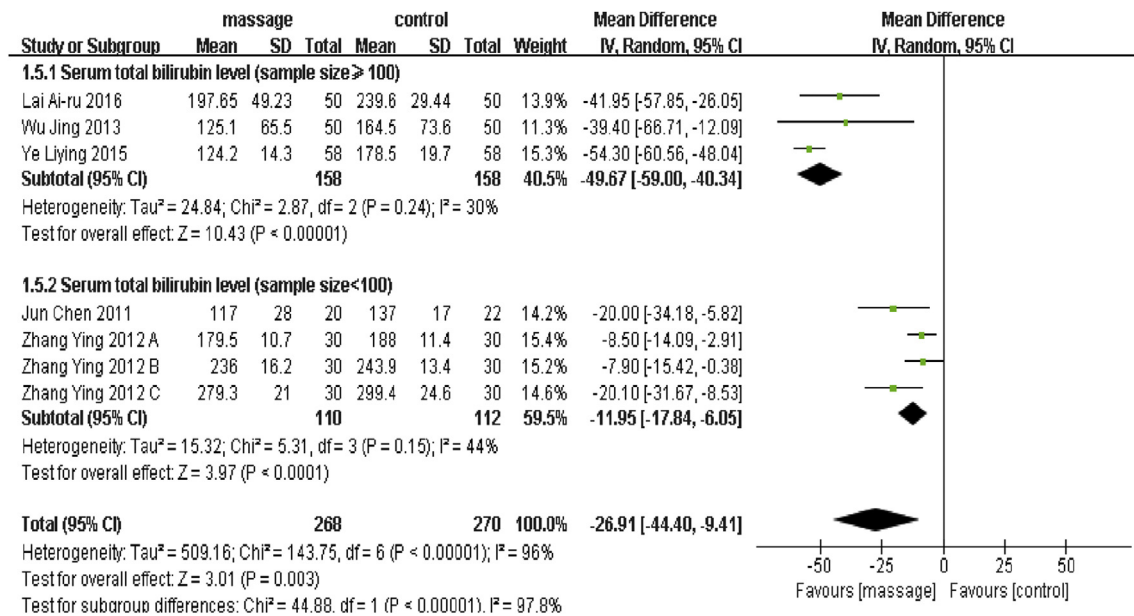 massage control Mean Difference Mean Difference
Study or Subgroup Mean SD Total Mean SD Total Weight IV, Random, 95% CI IV, Random, 95% CI
1.5.1 Serum total bilirubin level (sample size⩾ 100)
Lai Ai-ru 2016 197.65 49.23 50 239.6 29.44 50 13.9% -41.95 [-57.85, -26.05]
Wu Jing 2013 125.1 65.5 50 164.5 73.6 50 11.3% -39.40 [-66.71, -12.09]
Ye Liying 2015 124.2 14.3 58 178.5 19.7 58 15.3% -54.30 [-60.56, -48.04]
Subtotal (95% CI) 158 158 40.5% -49.67 [-59.00, -40.34]
Heterogeneity: Tau² = 24.84; Chi² = 2.87, df = 2 (P = 0.24); I² = 30%
Test for overall effect: Z = 10.43 (P < 0.00001)
1.5.2 Serum total bilirubin level (sample size<100)
Jun Chen 2011 117 28 20 137 17 22 14.2% -20.00 [-34.18, -5.82]
Zhang Ying 2012 A 179.5 10.7 30 188 11.4 30 15.4% -8.50 [-14.09, -2.91]
Zhang Ying 2012 B 236 16.2 30 243.9 13.4 30 15.2% -7.90 [-15.42, -0.38]
Zhang Ying 2012 C 279.3 21 30 299.4 24.6 30 14.6% -20.10 [-31.67, -8.53]
Subtotal (95% CI) 110 112 59.5% -11.95 [-17.84, -6.05]
Heterogeneity: Tau² = 15.32; Chi² = 5.31, df = 3 (P = 0.15); I² = 44%
Test for overall effect: Z = 3.97 (P < 0.0001)
Total (95% CI) 268 270 100.0% -26.91 [-44.40, -9.41]
Heterogeneity: Tau² = 509.16; Chi² = 143.75, df = 6 (P < 0.00001); I² = 96%
Test for overall effect: Z = 3.01 (P = 0.003)
Test for subgroup differences: Chi² = 44.88, df = 1 (P < 0.00001), I² = 97.8%
-50 -25 0 25 50
Favours [massage] Favours [control]